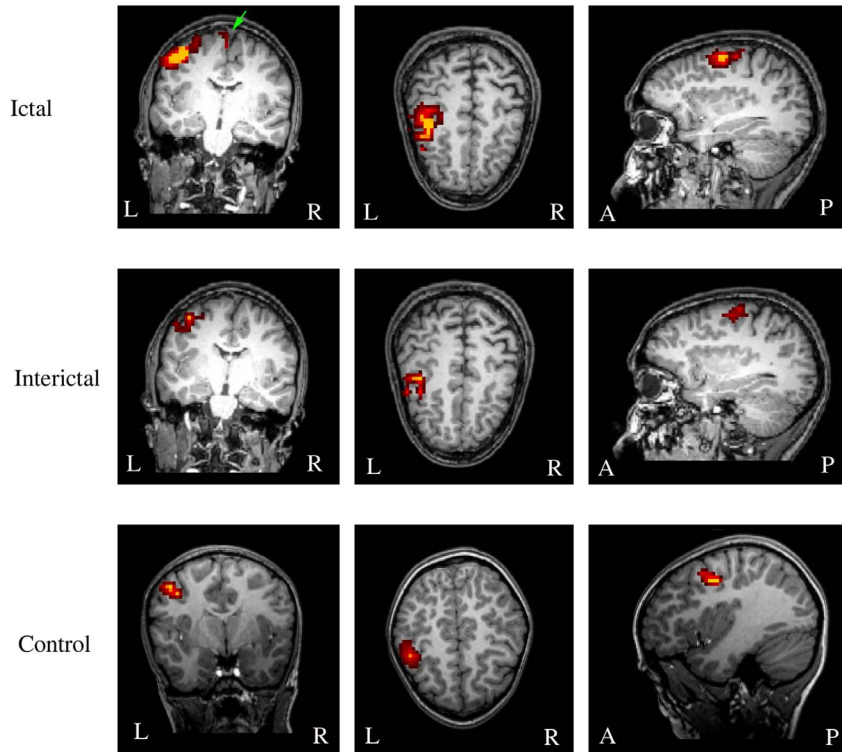 Ictal
L R
L R
A P
Interictal
L R
L R
A P
Control
L R
L R
A P